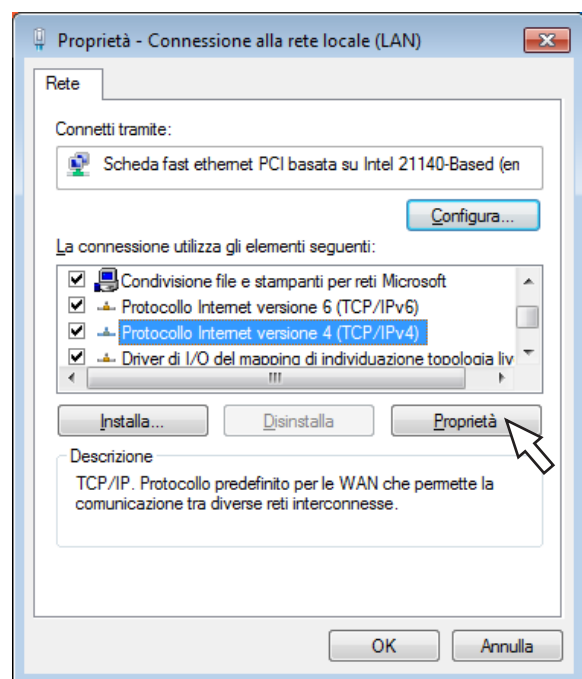 Proprietà - Connessione alla rete locale (LAN)
Rete
Connetti tramite:
Scheda fast ethernet PCI basata su Intel 21140-Based (en
Configura...
La connessione utilizza gli elementi seguenti:
Condivisione file e stampanti per reti Microsoft
Protocollo Internet versione 6 (TCP/IPv6)
Protocollo Internet versione 4 (TCP/IPv4)
Driver di I/O del mapping di individuazione topologia liv
Installa... Disinstalla Proprietà
Descrizione
TCP/IP. Protocollo predefinito per le WAN che permette la
comunicazione tra diverse reti interconnesse.
OK Annulla